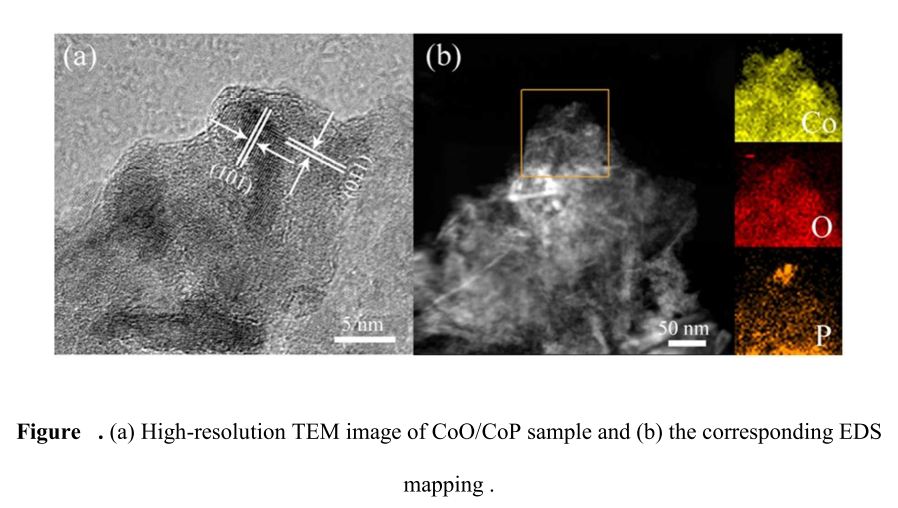 (a)
(101)
(011)
5 nm
(b)
50 nm
Co
O
P
Figure . (a) High-resolution TEM image of CoO/CoP sample and (b) the corresponding EDS
mapping .